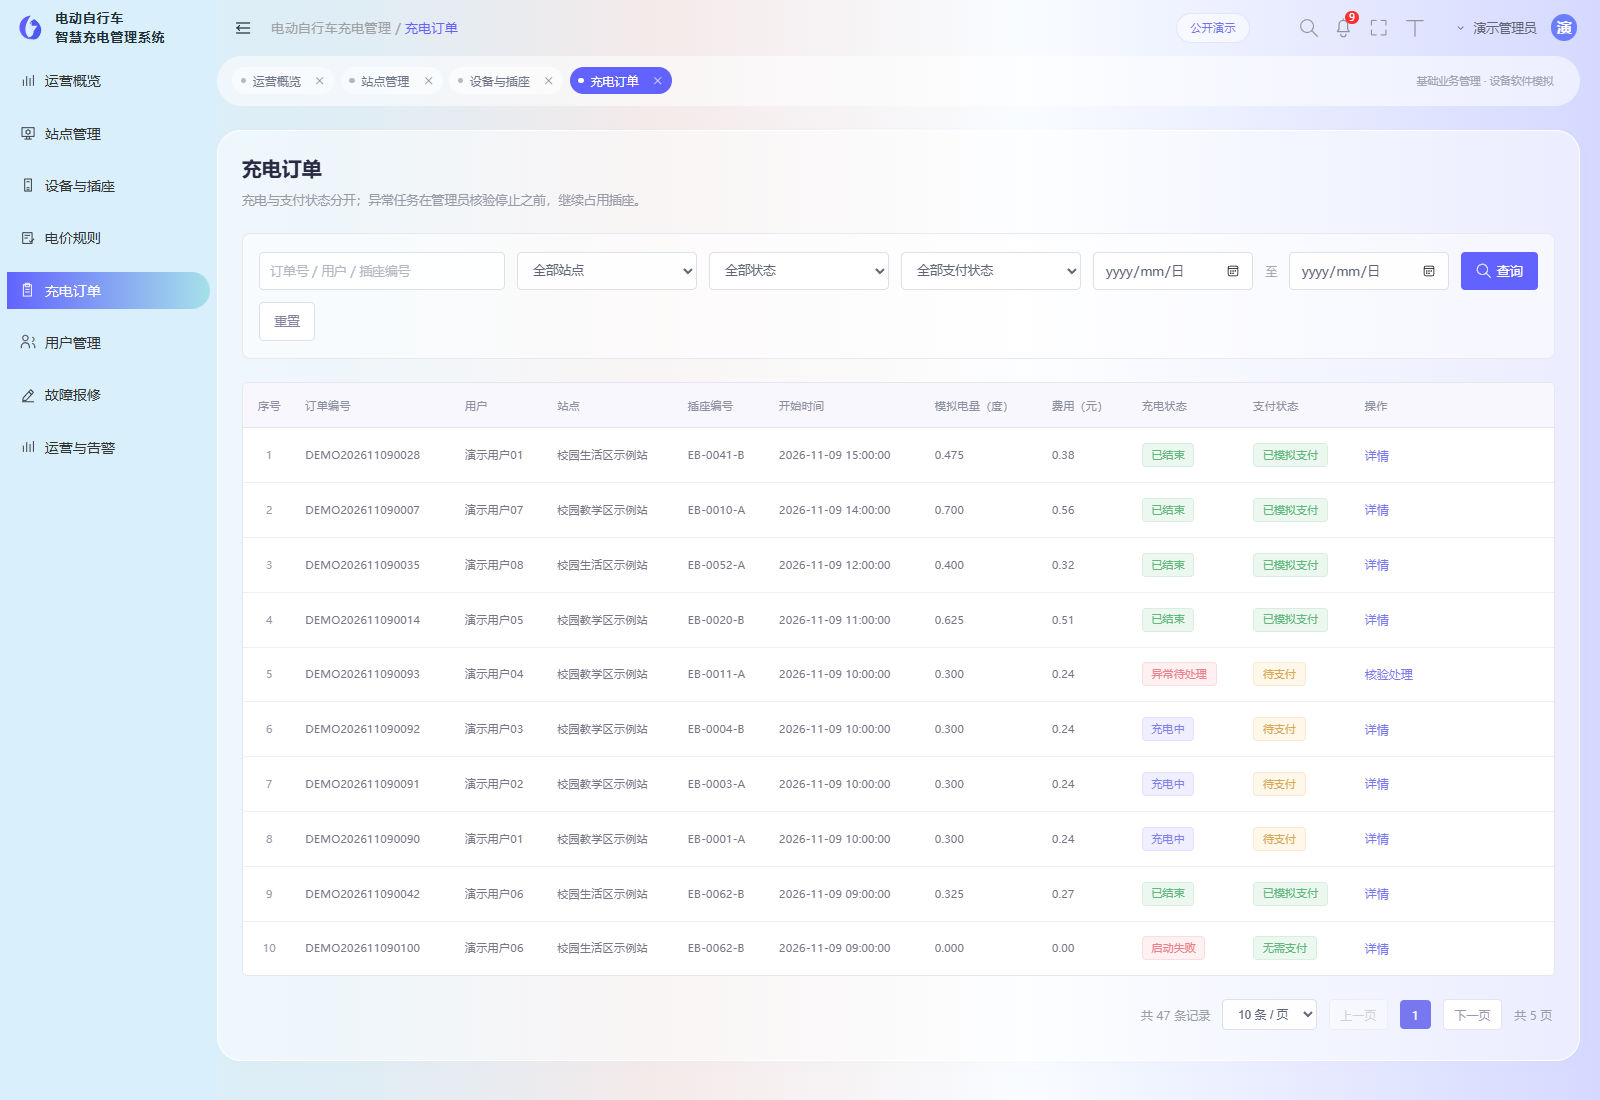 电动自行车
智慧充电管理系统
电动自行车充电管理 / 充电订单
公开演示
9
演示管理员
演
运营概览
站点管理
设备与插座
电价规则
充电订单
用户管理
故障报修
运营与告警
运营概览 × 站点管理 × 设备与插座 × 充电订单 ×
基础业务管理 · 设备软件模拟
充电订单
充电与支付状态分开；异常任务在管理员核验停止之前，继续占用插座。
订单号 / 用户 / 插座编号 全部站点 全部状态 全部支付状态 yyyy/mm/日 至 yyyy/mm/日 查询
重置
序号 订单编号 用户 站点 插座编号 开始时间 模拟电量（度） 费用（元） 充电状态 支付状态 操作
1 DEMO202611090028 演示用户01 校园生活区示例站 EB-0041-B 2026-11-09 15:00:00 0.475 0.38 已结束 已模拟支付 详情
2 DEMO202611090007 演示用户07 校园教学区示例站 EB-0010-A 2026-11-09 14:00:00 0.700 0.56 已结束 已模拟支付 详情
3 DEMO202611090035 演示用户08 校园生活区示例站 EB-0052-A 2026-11-09 12:00:00 0.400 0.32 已结束 已模拟支付 详情
4 DEMO202611090014 演示用户05 校园教学区示例站 EB-0020-B 2026-11-09 11:00:00 0.625 0.51 已结束 已模拟支付 详情
5 DEMO202611090093 演示用户04 校园教学区示例站 EB-0011-A 2026-11-09 10:00:00 0.300 0.24 异常待处理 待支付 核验处理
6 DEMO202611090092 演示用户03 校园教学区示例站 EB-0004-B 2026-11-09 10:00:00 0.300 0.24 充电中 待支付 详情
7 DEMO202611090091 演示用户02 校园教学区示例站 EB-0003-A 2026-11-09 10:00:00 0.300 0.24 充电中 待支付 详情
8 DEMO202611090090 演示用户01 校园教学区示例站 EB-0001-A 2026-11-09 10:00:00 0.300 0.24 充电中 待支付 详情
9 DEMO202611090042 演示用户06 校园生活区示例站 EB-0062-B 2026-11-09 09:00:00 0.325 0.27 已结束 已模拟支付 详情
10 DEMO202611090100 演示用户06 校园生活区示例站 EB-0062-B 2026-11-09 09:00:00 0.000 0.00 启动失败 无需支付 详情
共 47 条记录 10 条 / 页 上一页 1 下一页 共 5 页